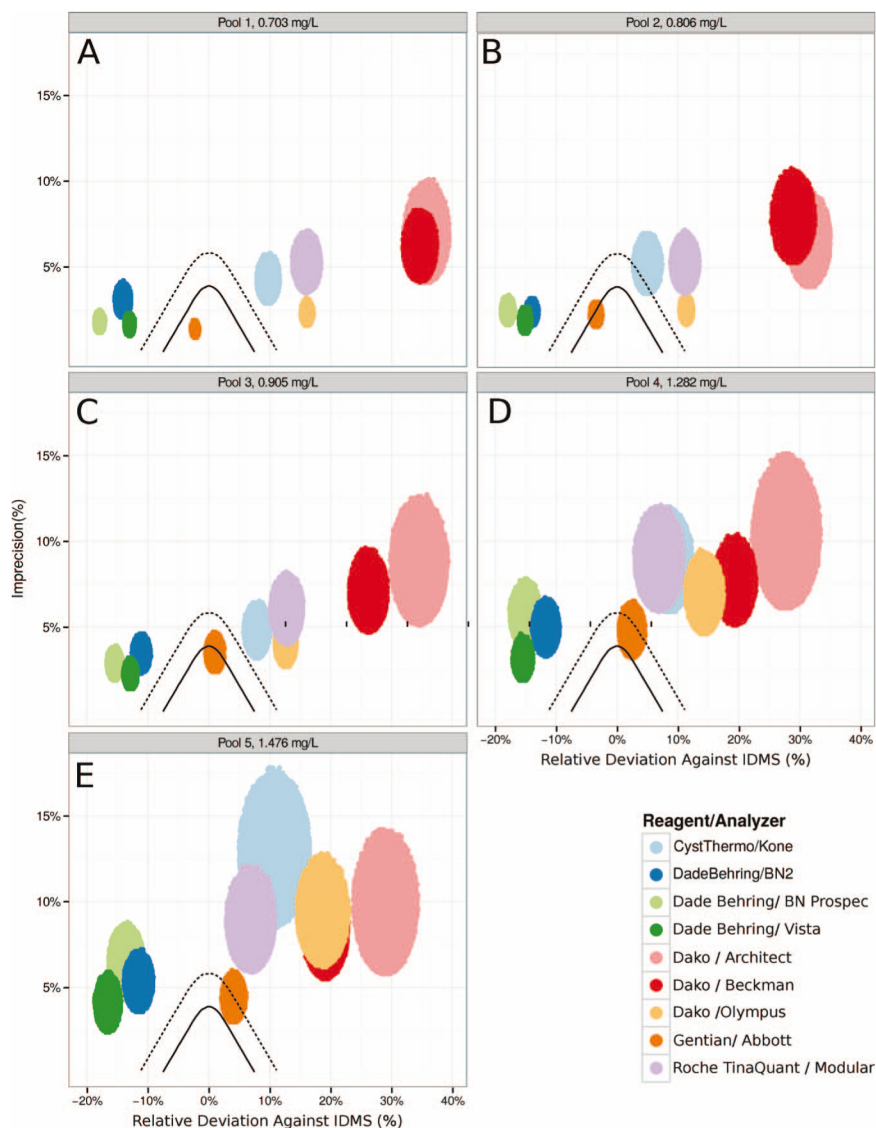 Pool 1, 0.703 mg/L
Pool 2, 0.806 mg/L
A
B
15%
10%
5%
Pool 3, 0.905 mg/L
Pool 4, 1.282 mg/L
C
D
15%
10%
5%
Imprecision(%)
−20% −10% 0% 10% 20% 30% 40%
Relative Deviation Against IDMS (%)
Pool 5, 1.476 mg/L
E
15%
10%
5%
−20% −10% 0% 10% 20% 30% 40%
Relative Deviation Against IDMS (%)
Reagent/Analyzer
CystThermo/Kone
DadeBehring/BN2
Dade Behring/ BN Prospec
Dade Behring/ Vista
Dako / Architect
Dako / Beckman
Dako /Olympus
Gentian/ Abbott
Roche TinaQuant / Modular